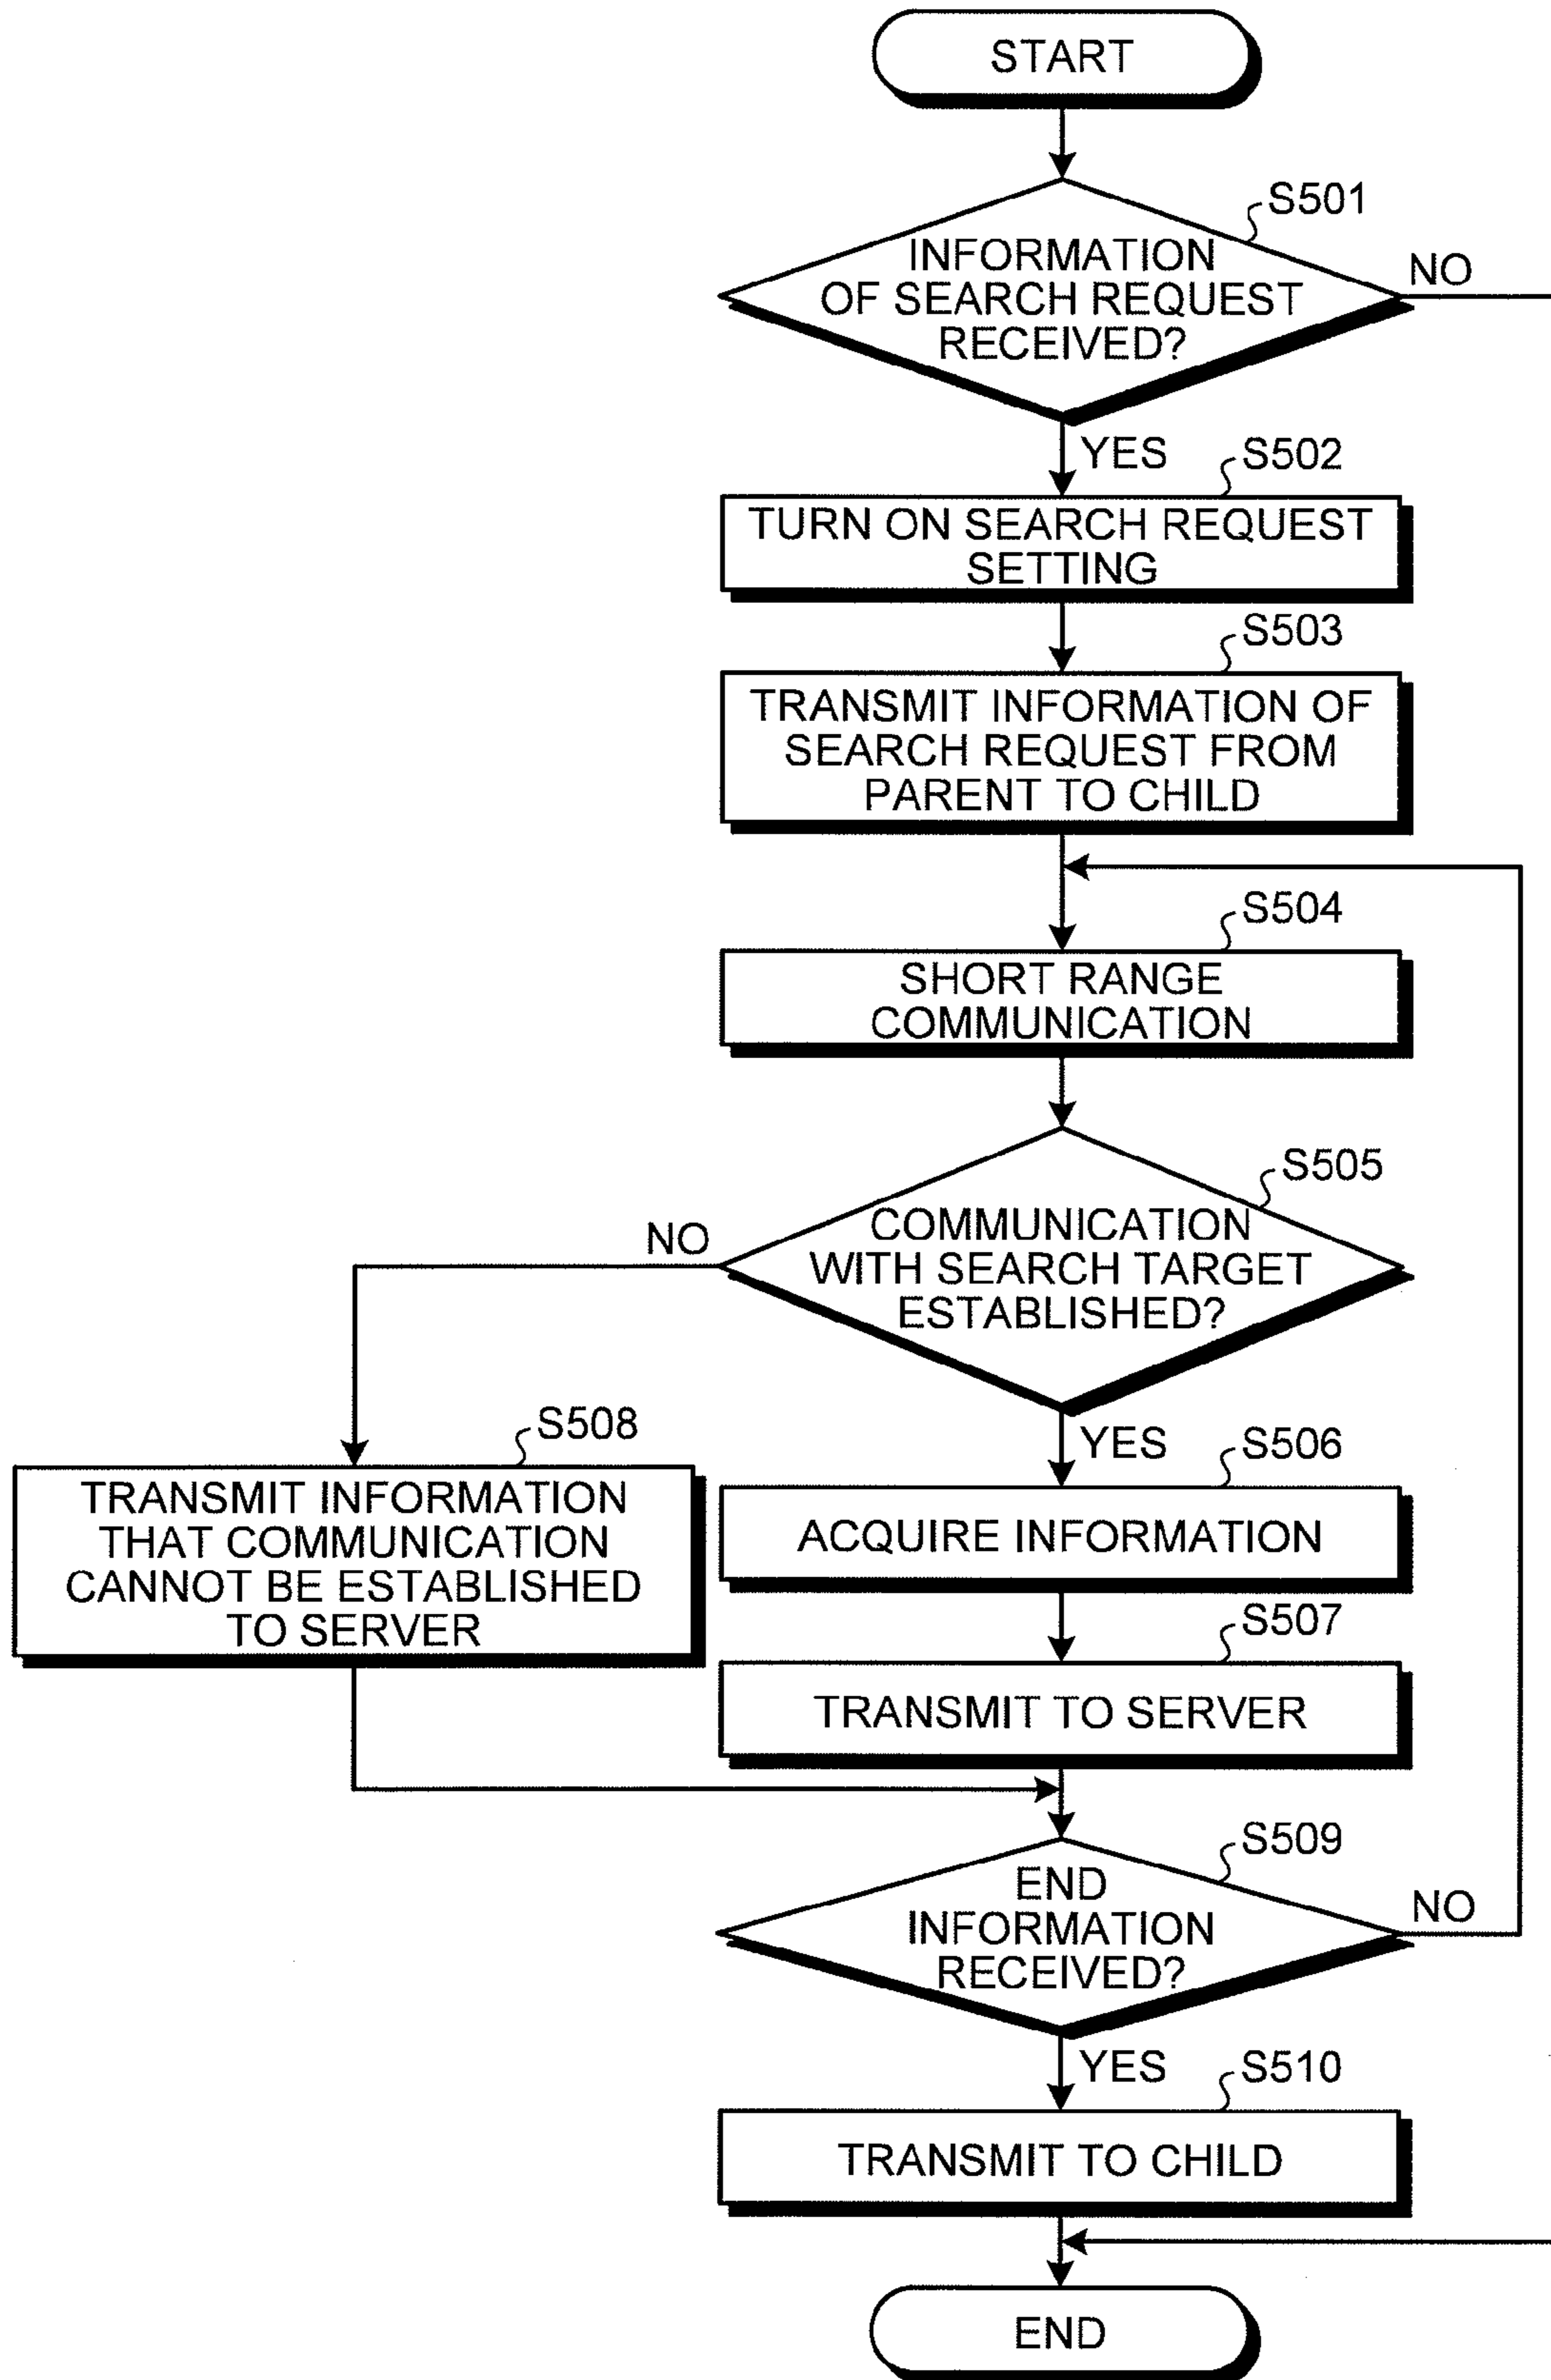 START
S501
INFORMATION
OF SEARCH REQUEST
RECEIVED?
NO
YES
S502
TURN ON SEARCH REQUEST
SETTING
S503
TRANSMIT INFORMATION OF
SEARCH REQUEST FROM
PARENT TO CHILD
S504
SHORT RANGE
COMMUNICATION
S505
COMMUNICATION
WITH SEARCH TARGET
ESTABLISHED?
NO
YES
S508
TRANSMIT INFORMATION
THAT COMMUNICATION
CANNOT BE ESTABLISHED
TO SERVER
S506
ACQUIRE INFORMATION
S507
TRANSMIT TO SERVER
S509
END
INFORMATION
RECEIVED?
NO
YES
S510
TRANSMIT TO CHILD
END